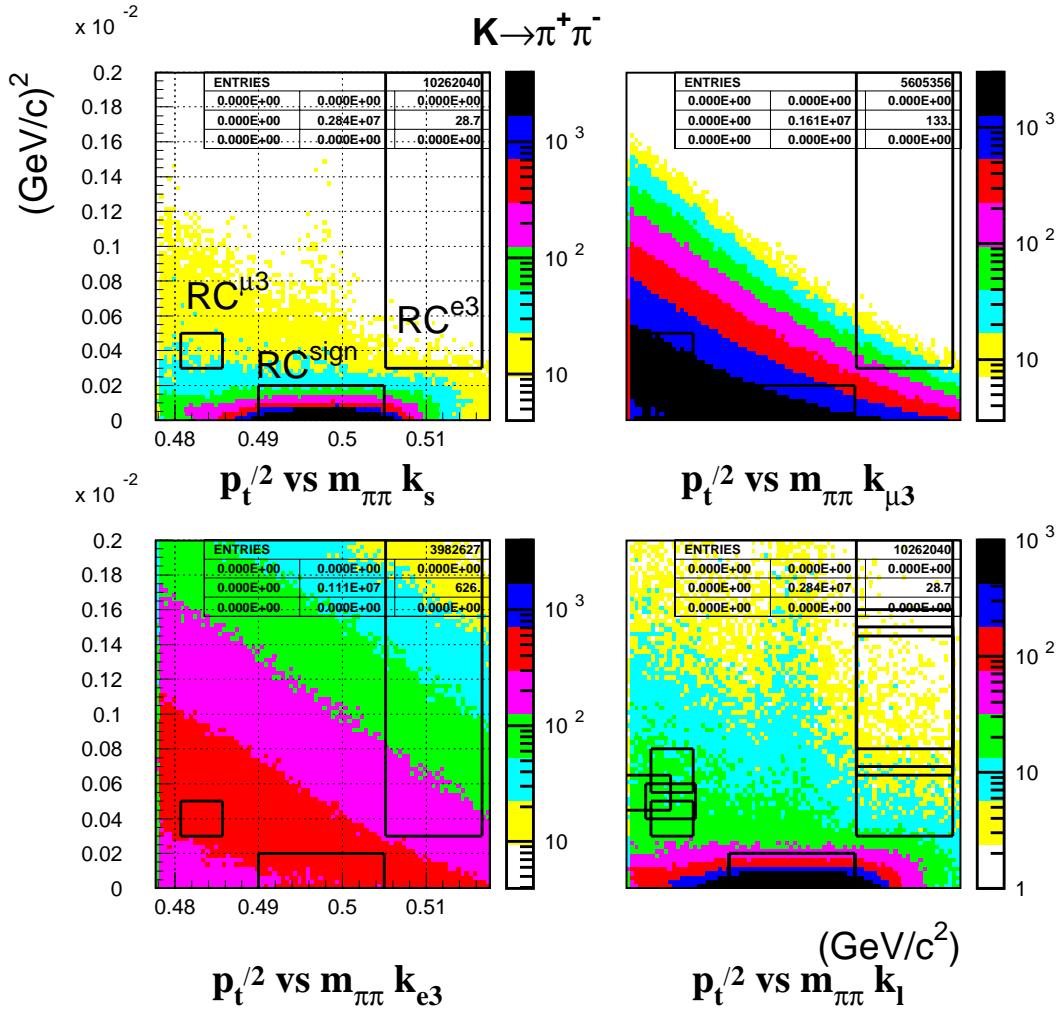 K→π⁺π⁻
x 10⁻²
(GeV/c)²
0.2
0.18
0.16
0.14
0.12
0.1
0.08
0.06
0.04
0.02
0
ENTRIES 10262040
0.000E+00 0.000E+00 0.000E+00
0.000E+00 0.284E+07 28.7
0.000E+00 0.000E+00 0.000E+00
RC^μ3
RC^e3
RC^sign
0.48 0.49 0.5 0.51
10³
10²
10
p_t^/2 vs m_ππ k_s
ENTRIES 5605356
0.000E+00 0.000E+00 0.000E+00
0.000E+00 0.161E+07 133.
0.000E+00 0.000E+00 0.000E+00
10³
10²
10
p_t^/2 vs m_ππ k_μ3
x 10⁻²
0.2
0.18
0.16
0.14
0.12
0.1
0.08
0.06
0.04
0.02
0
ENTRIES 3982627
0.000E+00 0.000E+00 0.000E+00
0.000E+00 0.111E+07 626.
0.000E+00 0.000E+00 0.000E+00
0.48 0.49 0.5 0.51
10³
10²
10
p_t^/2 vs m_ππ k_e3
ENTRIES 10262040
0.000E+00 0.000E+00 0.000E+00
0.000E+00 0.284E+07 28.7
0.000E+00 0.000E+00 0.000E+00
10³
10²
10
1
(GeV/c²)
p_t^/2 vs m_ππ k_l